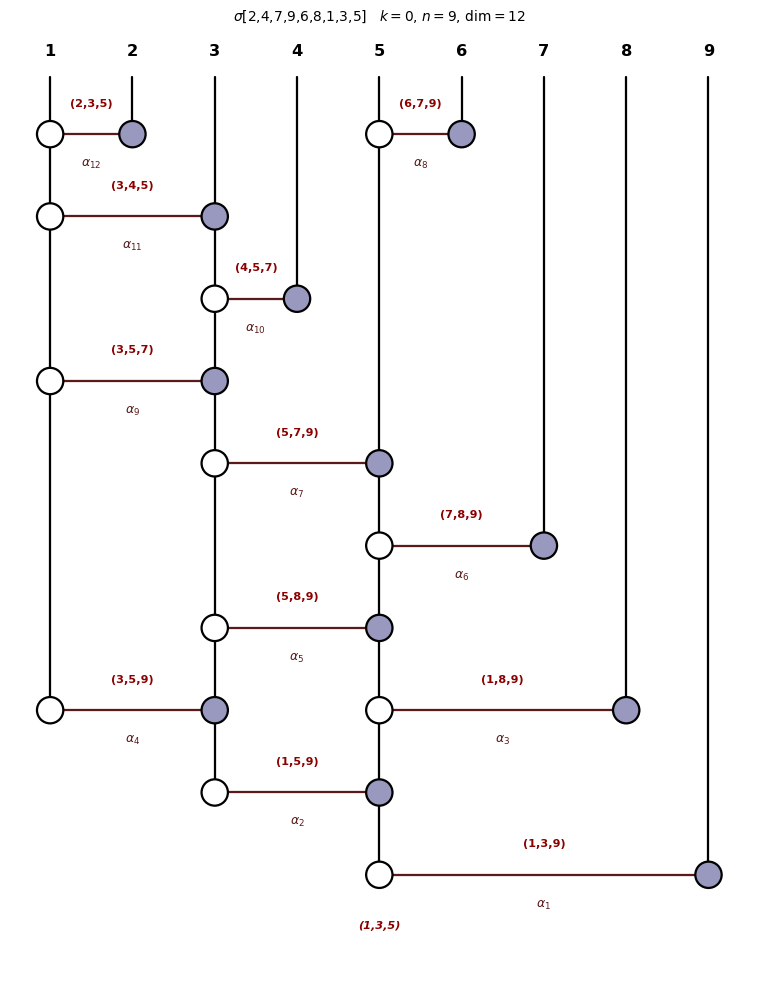 σ[2,4,7,9,6,8,1,3,5]   k = 0, n = 9, dim = 12
1 2 3 4 5 6 7 8 9
(2,3,5) (6,7,9)
α₁₂ α₈
(3,4,5)
α₁₁
(4,5,7)
α₁₀
(3,5,7)
α₉
(5,7,9)
α₇
(7,8,9)
α₆
(5,8,9)
α₅
(3,5,9) (1,8,9)
α₄ α₃
(1,5,9)
α₂
(1,3,9)
α₁
(1,3,5)